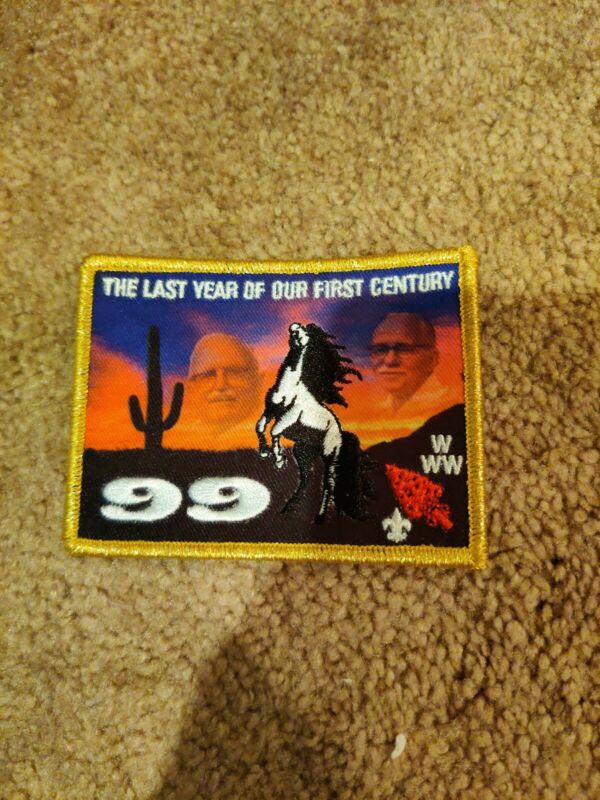 THE LAST YEAR OF OUR FIRST CENTURY
W
WW
99